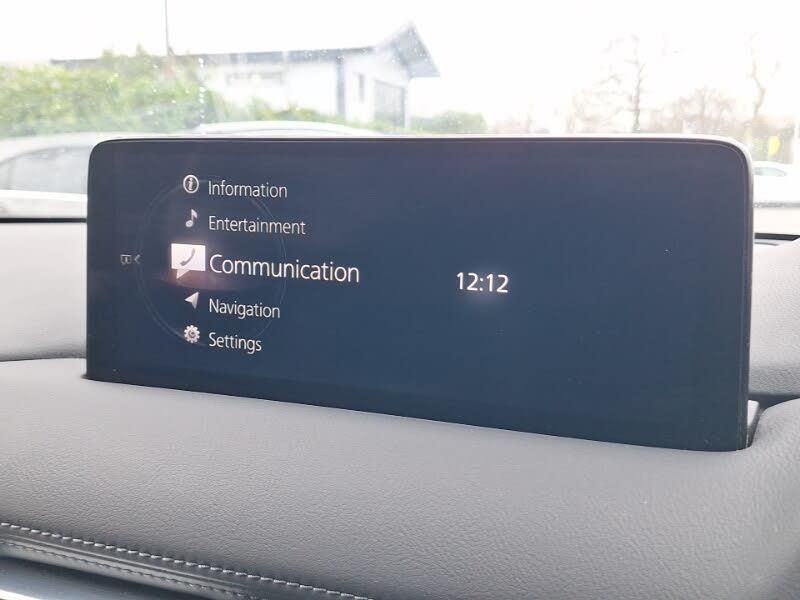 Information
Entertainment
Communication
12:12
Navigation
Settings